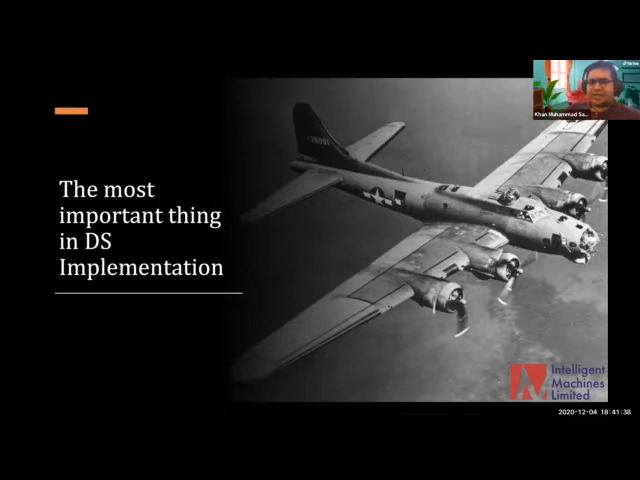 The most
important thing
in DS
Implementation
Khan Muhammad Sa...
Intelligent
Machines
Limited
2020-12-04 18:41:38